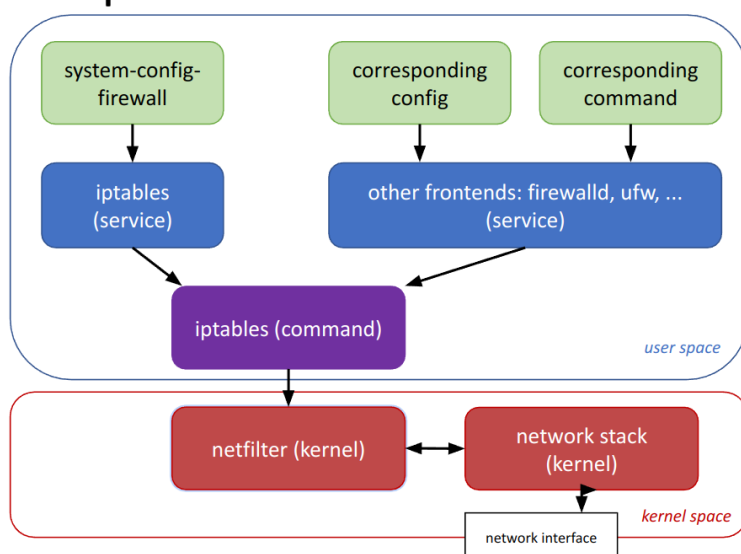 system-config-
firewall
corresponding
config
corresponding
command
iptables
(service)
other frontends: firewalld, ufw, ...
(service)
iptables (command)
user space
netfilter (kernel)
network stack
(kernel)
kernel space
network interface